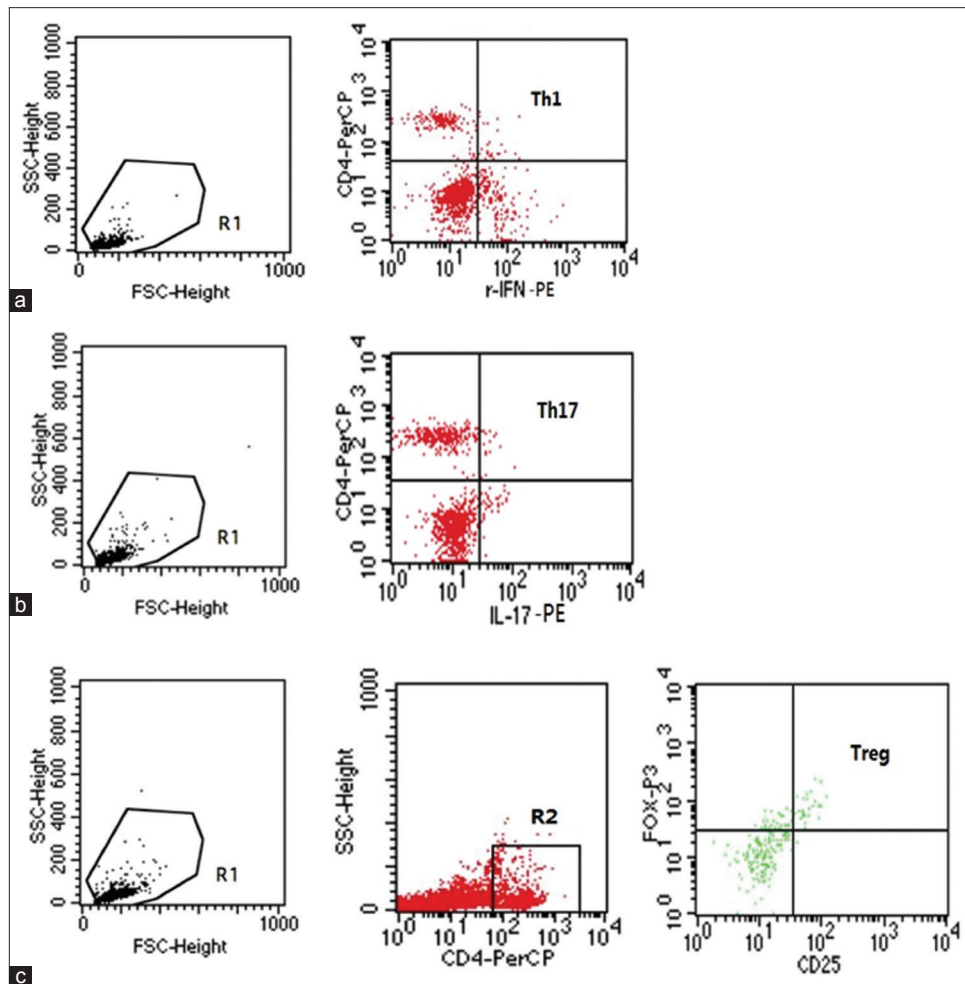 1000
800
600
400
200
0
SSC-Height
R1
0
1000
FSC-Height
10^4
10^3
10^2
10^1
10^0
CD4-PerCP
Th1
10^0 10^1 10^2 10^3 10^4
r-IFN-PE
a
1000
800
600
400
200
0
SSC-Height
R1
0
1000
FSC-Height
10^4
10^3
10^2
10^1
10^0
CD4-PerCP
Th17
10^0 10^1 10^2 10^3 10^4
IL-17-PE
b
1000
800
600
400
200
0
SSC-Height
R1
0
1000
FSC-Height
1000
0
SSC-Height
R2
10^0 10^1 10^2 10^3 10^4
CD4-PerCP
10^4
10^3
10^2
10^1
10^0
FOX-P3
Treg
10^0 10^1 10^2 10^3 10^4
CD25
c